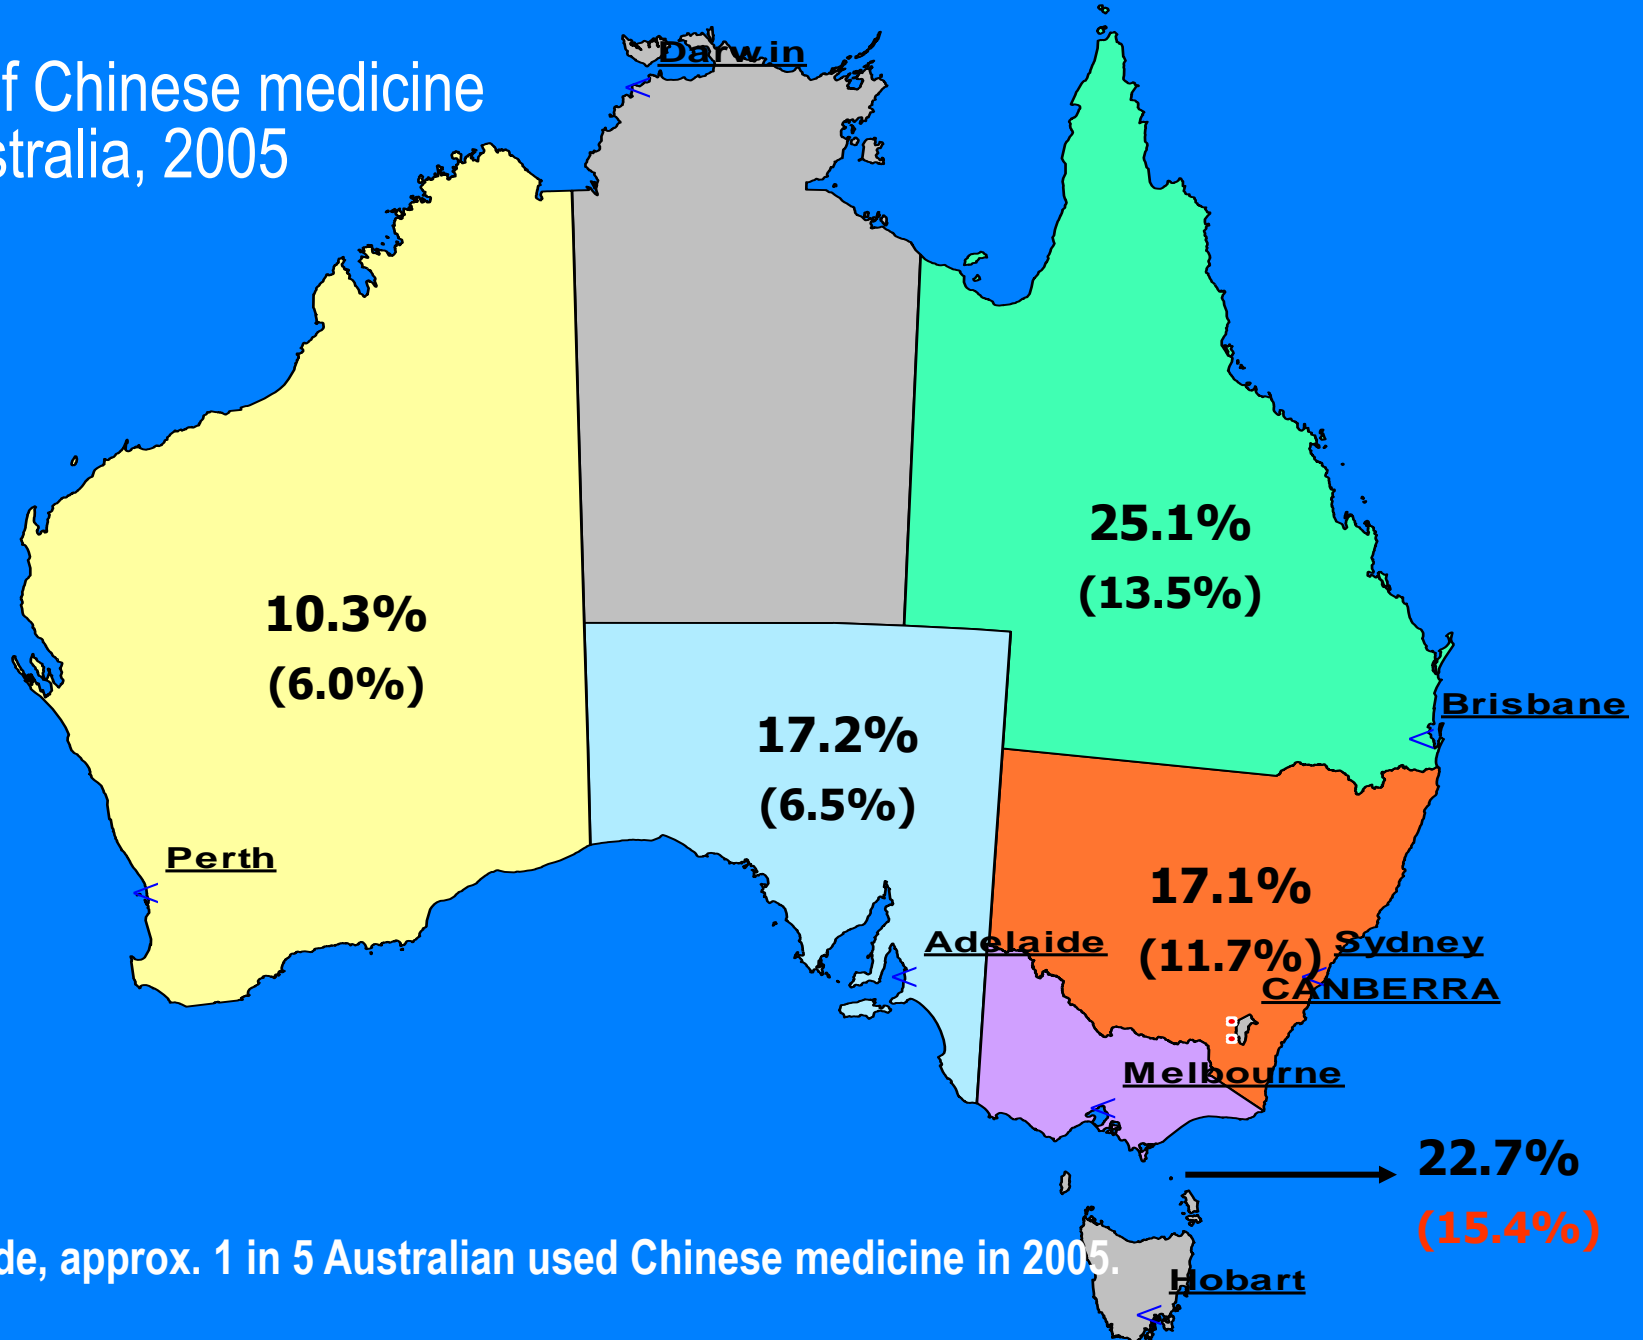 f Chinese medicine
stralia, 2005
Darwin
25.1%
(13.5%)
10.3%
(6.0%)
Brisbane
17.2%
(6.5%)
Perth
17.1%
(11.7%)
Adelaide
Sydney
CANBERRA
Melbourne
22.7%
(15.4%)
de, approx. 1 in 5 Australian used Chinese medicine in 2005.
Hobart